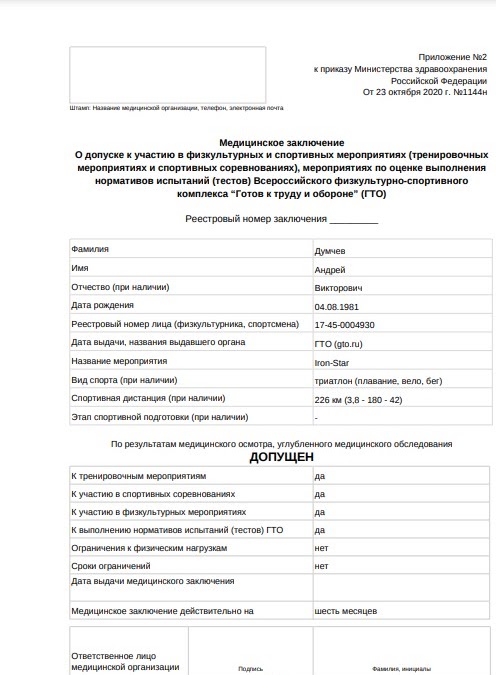 Приложение №2
к приказу Министерства здравоохранения
Российской Федерации
От 23 октября 2020 г. №1144н
Штамп: Название медицинской организации, телефон, электронная почта
Медицинское заключение
О допуске к участию в физкультурных и спортивных мероприятиях (тренировочных
мероприятиях и спортивных соревнованиях), мероприятиях по оценке выполнения
нормативов испытаний (тестов) Всероссийского физкультурно-спортивного
комплекса “Готов к труду и обороне” (ГТО)
Реестровый номер заключения _________
Фамилия Думчев
Имя Андрей
Отчество (при наличии) Викторович
Дата рождения 04.08.1981
Реестровый номер лица (физкультурника, спортсмена) 17-45-0004930
Дата выдачи, названия выдавшего органа ГТО (gto.ru)
Название мероприятия Iron-Star
Вид спорта (при наличии) триатлон (плавание, вело, бег)
Спортивная дистанция (при наличии) 226 км (3,8 - 180 - 42)
Этап спортивной подготовки (при наличии) -
По результатам медицинского осмотра, углубленного медицинского обследования
ДОПУЩЕН
К тренировочным мероприятиям да
К участию в спортивных соревнованиях да
К участию в физкультурных мероприятиях да
К выполнению нормативов испытаний (тестов) ГТО да
Ограничения к физическим нагрузкам нет
Сроки ограничений нет
Дата выдачи медицинского заключения
Медицинское заключение действительно на шесть месяцев
Ответственное лицо
медицинской организации Подпись Фамилия, инициалы